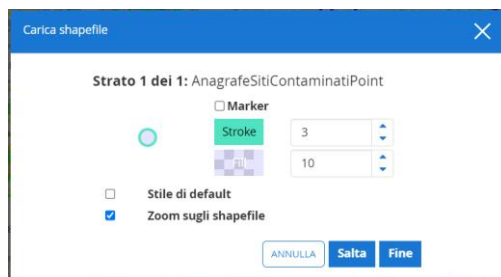 Carica shapefile
Strato 1 dei 1: AnagrafeSitiContaminatiPoint
Marker
Stroke 3
Fill 10
Stile di default
Zoom sugli shapefile
ANNULLA Salta Fine